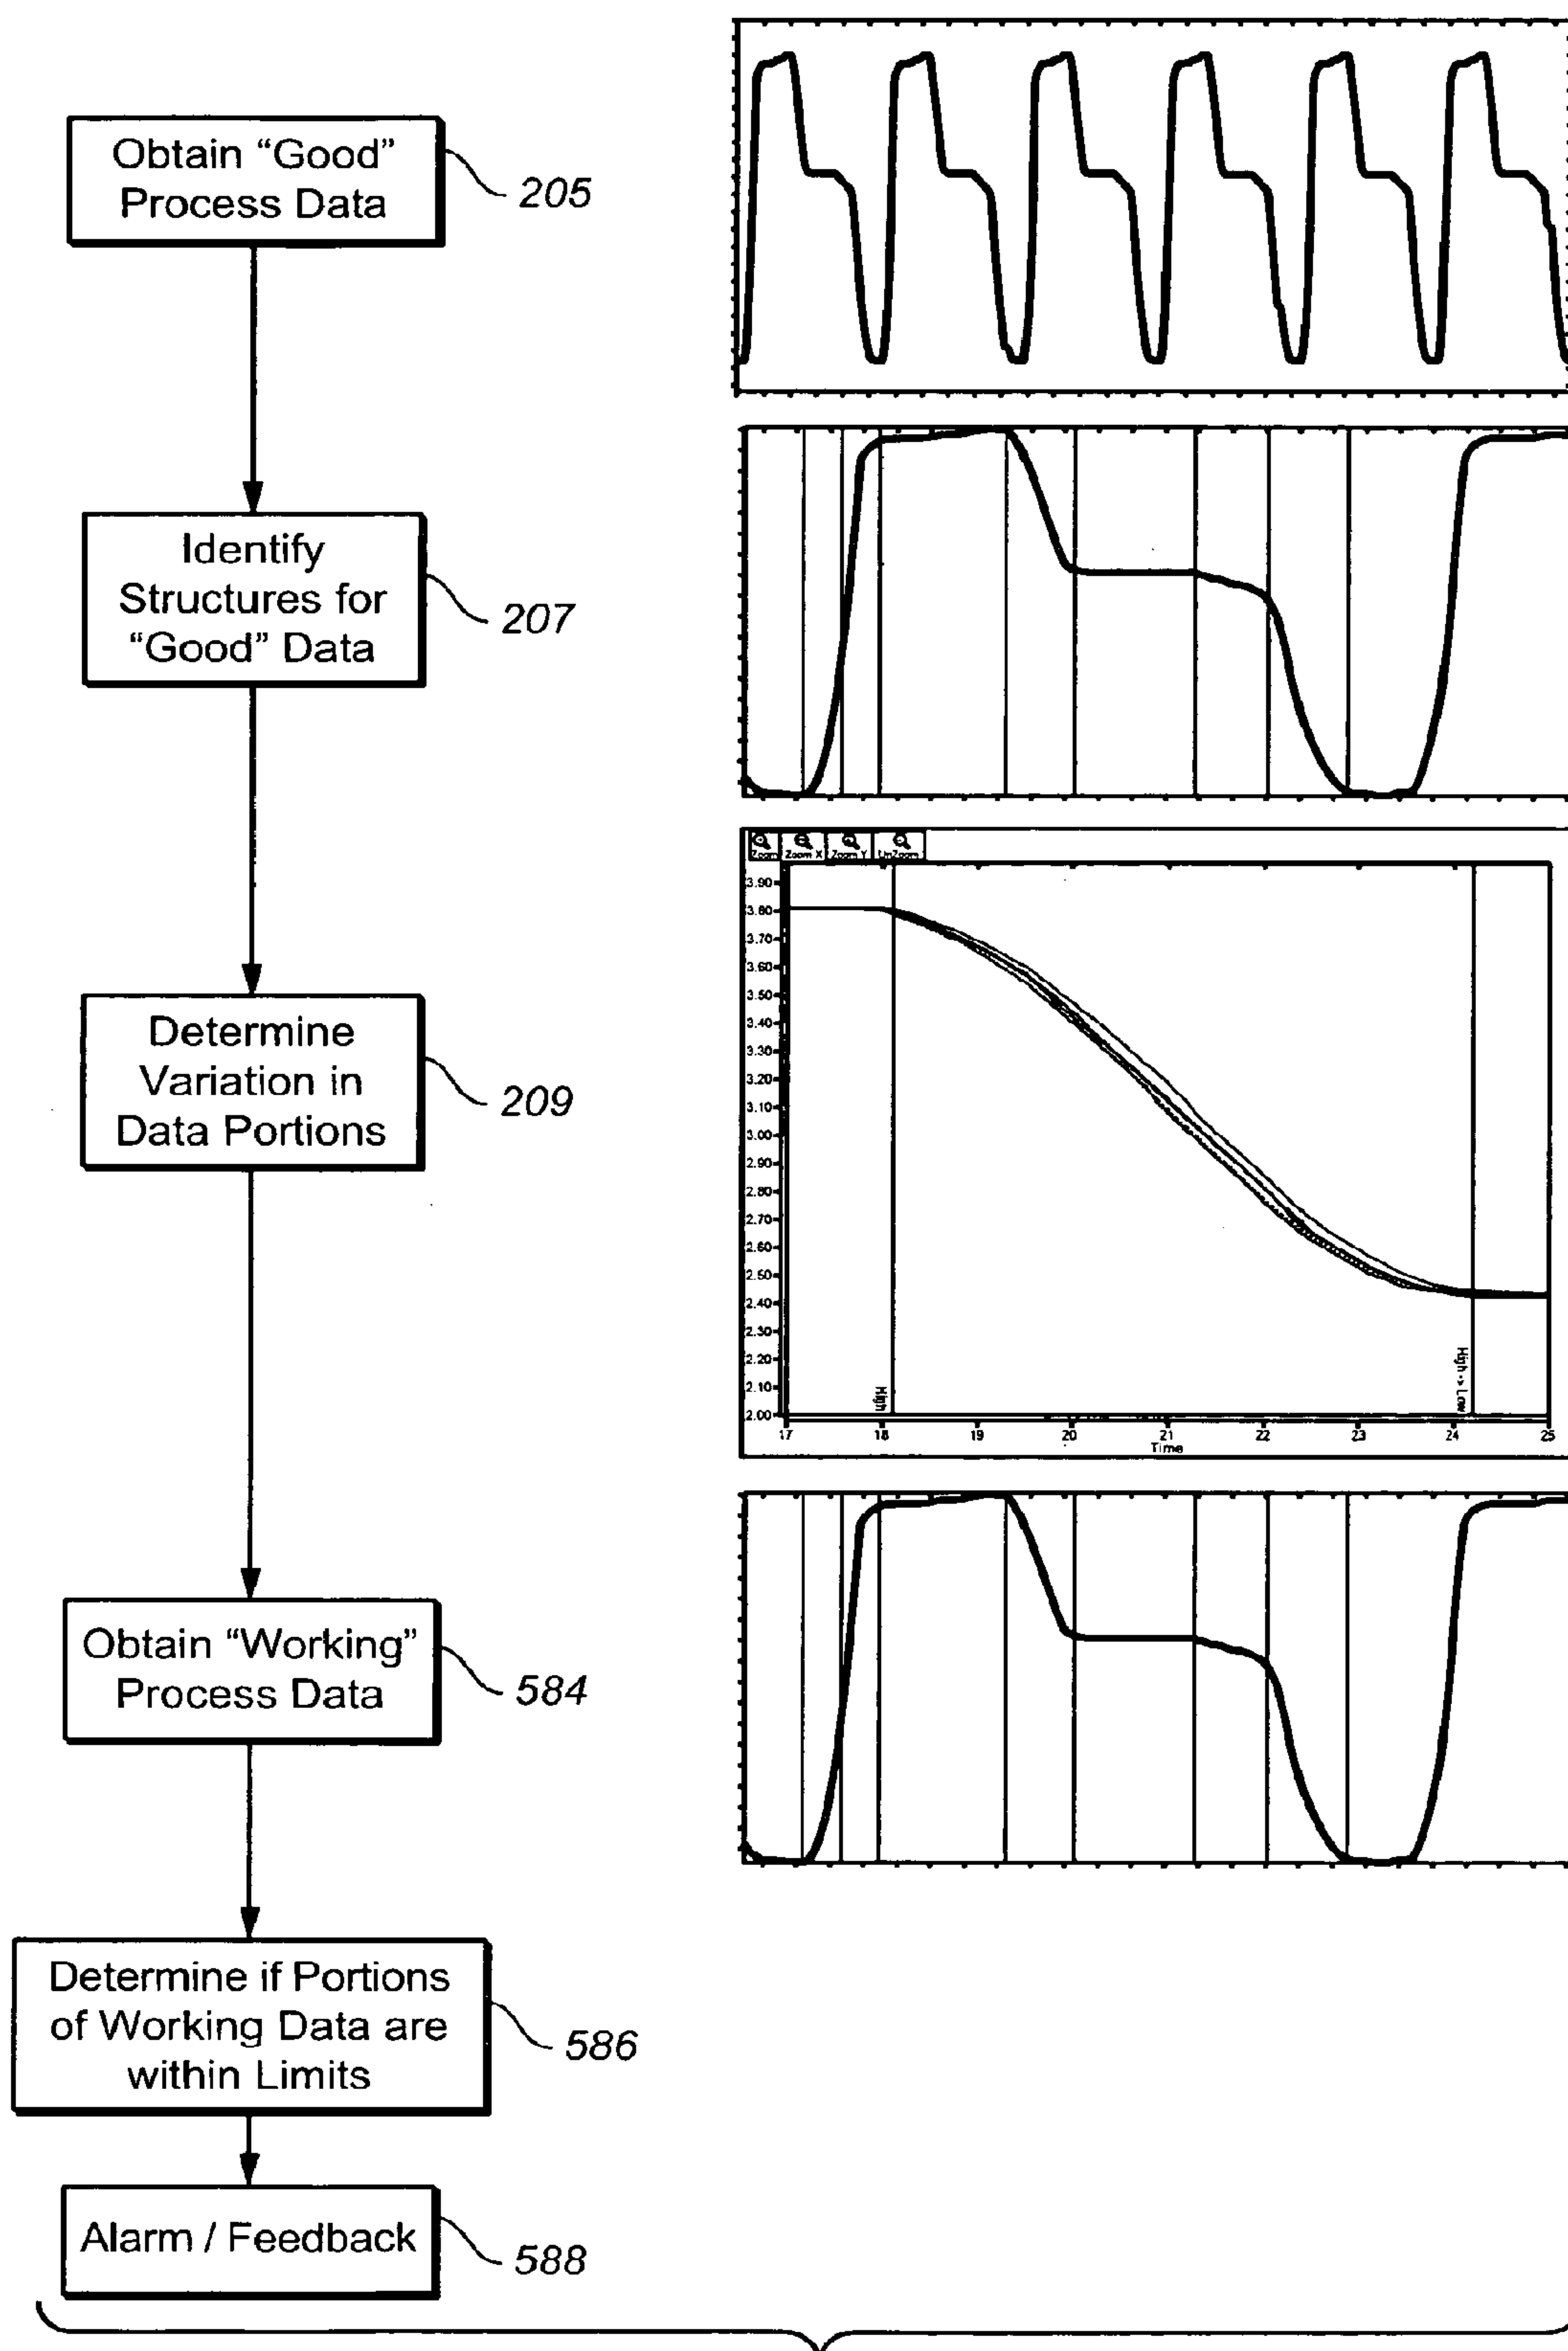 Obtain “Good”
Process Data
205
Identify
Structures for
“Good” Data
207
Zoom Zoom X Zoom Y UnZoom
3.90
3.80
3.70
3.60
3.50
3.40
3.30
3.20
3.10
3.00
2.90
2.80
2.70
2.60
2.50
2.40
2.30
2.20
2.10
2.00
High
High -> Low
17 18 19 20 21 22 23 24 25
Time
Determine
Variation in
Data Portions
209
Obtain “Working”
Process Data
584
Determine if Portions
of Working Data are
within Limits
586
Alarm / Feedback
588